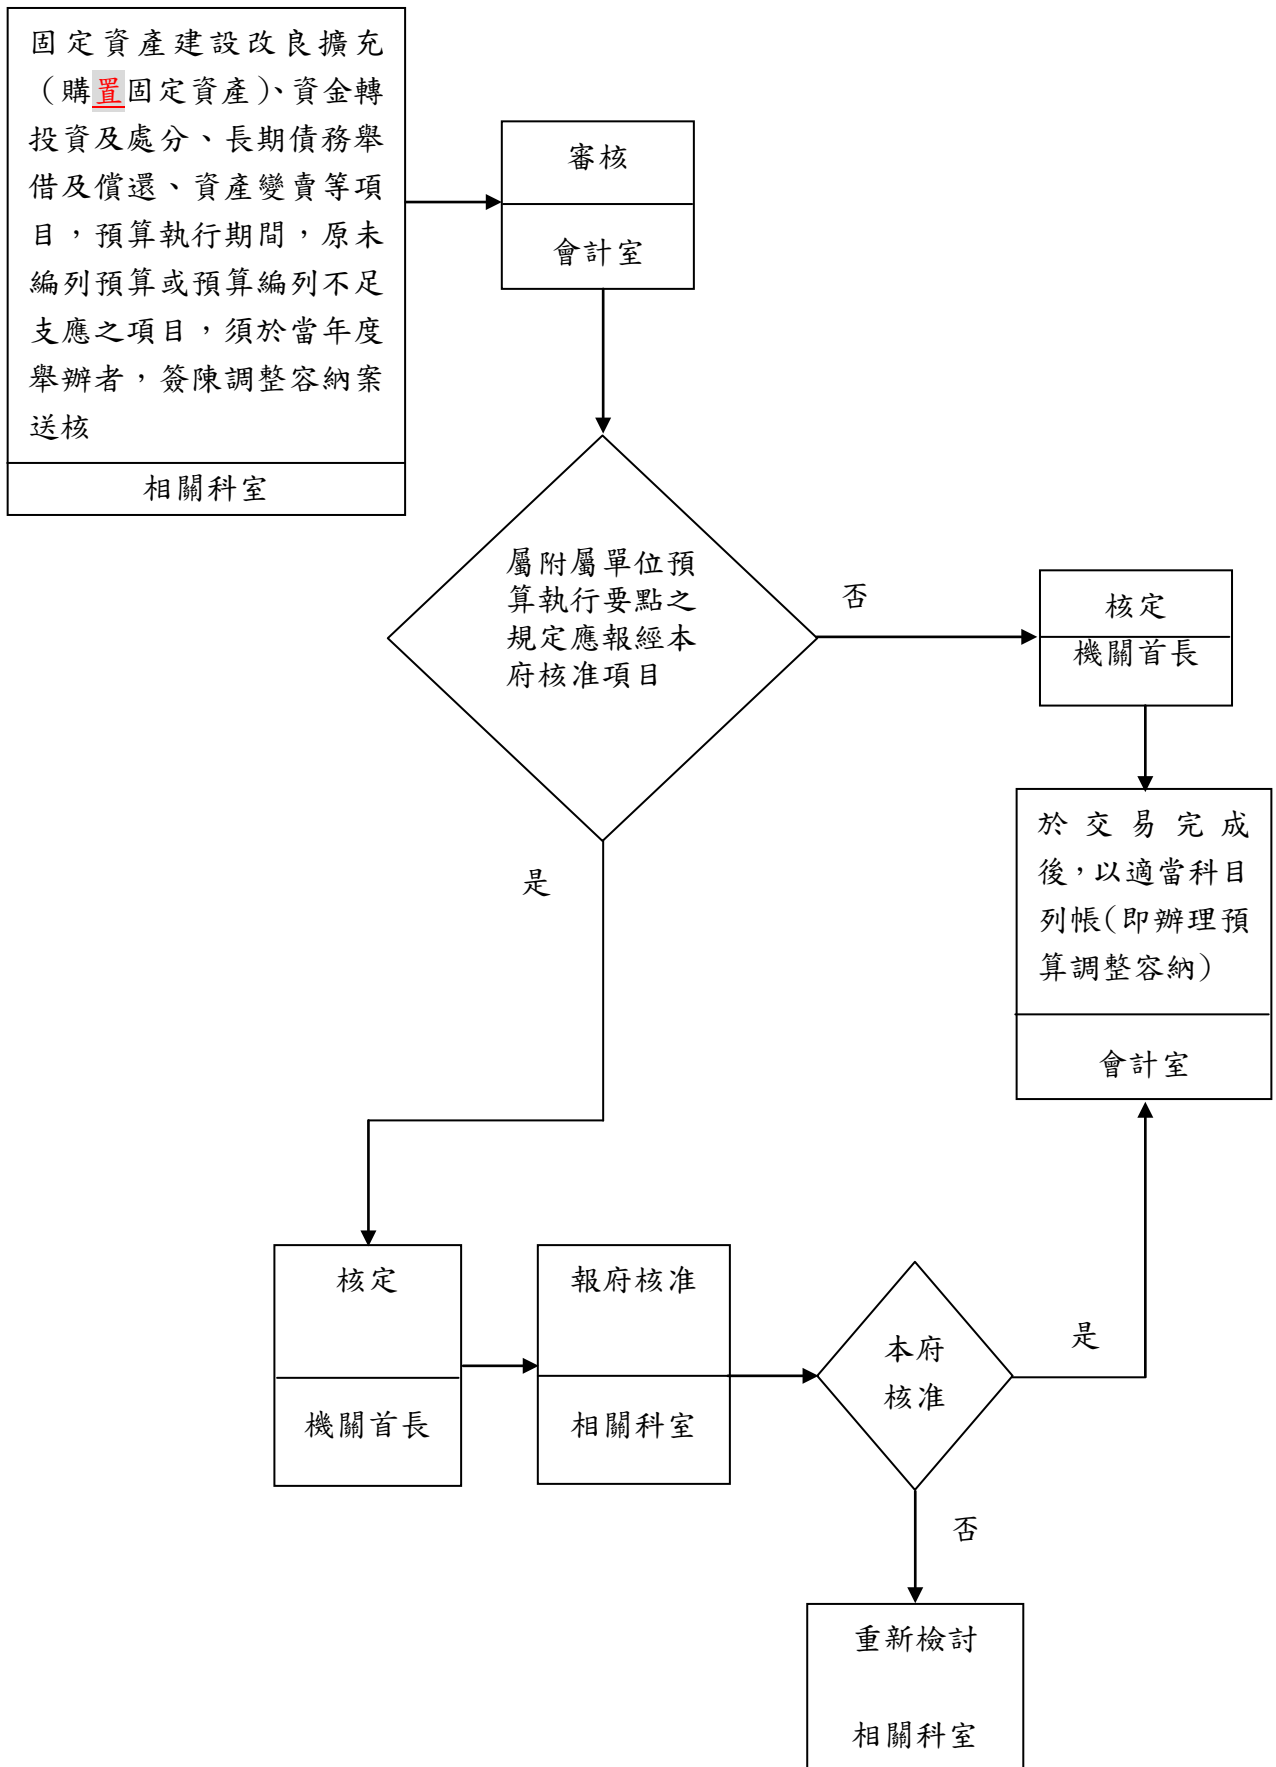 固定資產建設改良擴充
（購置固定資產）、資金轉
投資及處分、長期債務舉
借及償還、資產變賣等項
目，預算執行期間，原未
編列預算或預算編列不足
支應之項目，須於當年度
舉辦者，簽陳調整容納案
送核
相關科室
審核
會計室
屬附屬單位預
算執行要點之
規定應報經本
府核准項目
否
核定
機關首長
於交易完成
後，以適當科目
列帳(即辦理預
算調整容納)
會計室
是
核定
機關首長
報府核准
相關科室
本府
核准
是
否
重新檢討
相關科室